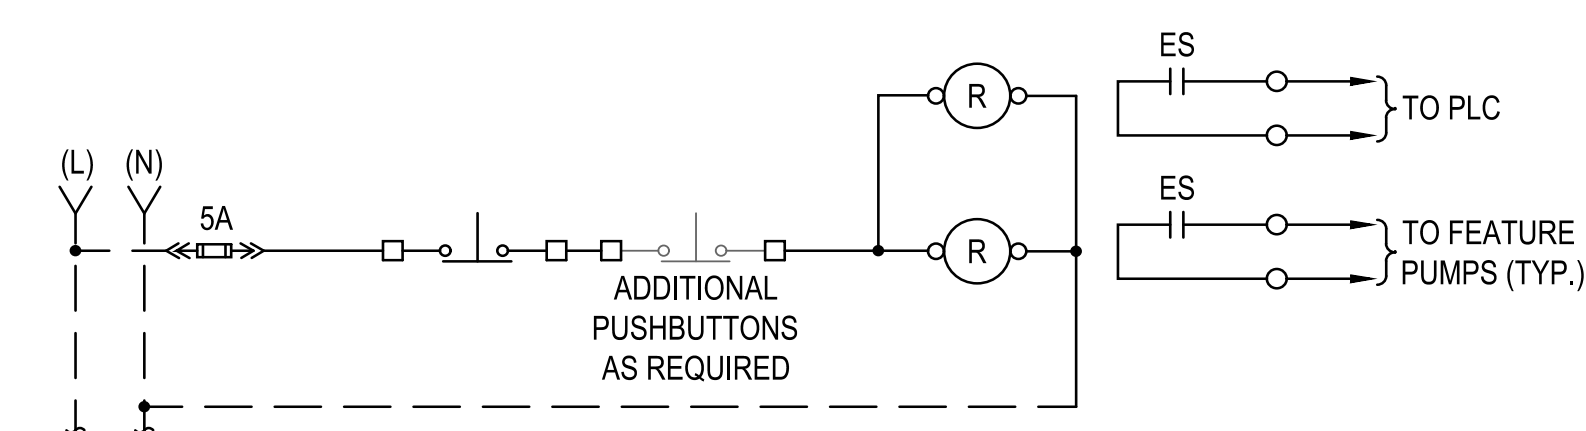 ES
R
TO PLC
(L) (N)
5A
ES
R
TO FEATURE
PUMPS (TYP.)
ADDITIONAL
PUSHBUTTONS
AS REQUIRED